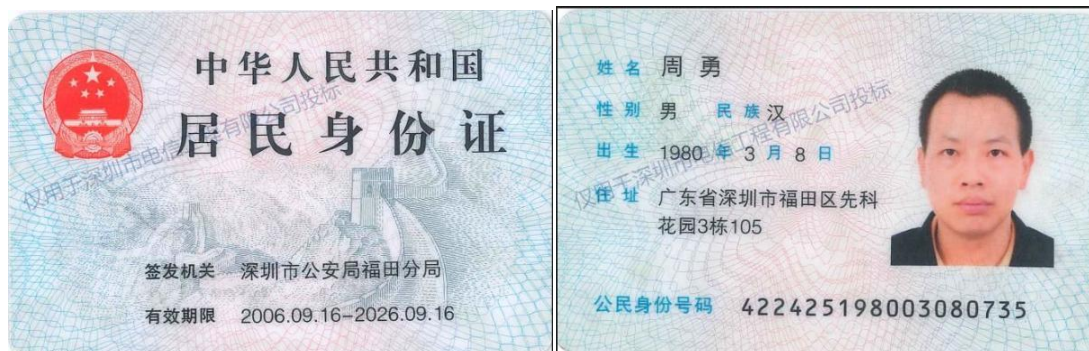 中华人民共和国
居民身份证
仅用于深圳市电信
有限公司投标
签发机关 深圳市公安局福田分局
有效期限 2006.09.16-2026.09.16
姓名 周勇
性别 男 民族 汉
出生 1980 年 3 月 8 日
住址 广东省深圳市福田区先科
花园3栋105
仅用于深圳市电信工程有限公司投标
公民身份号码 422425198003080735